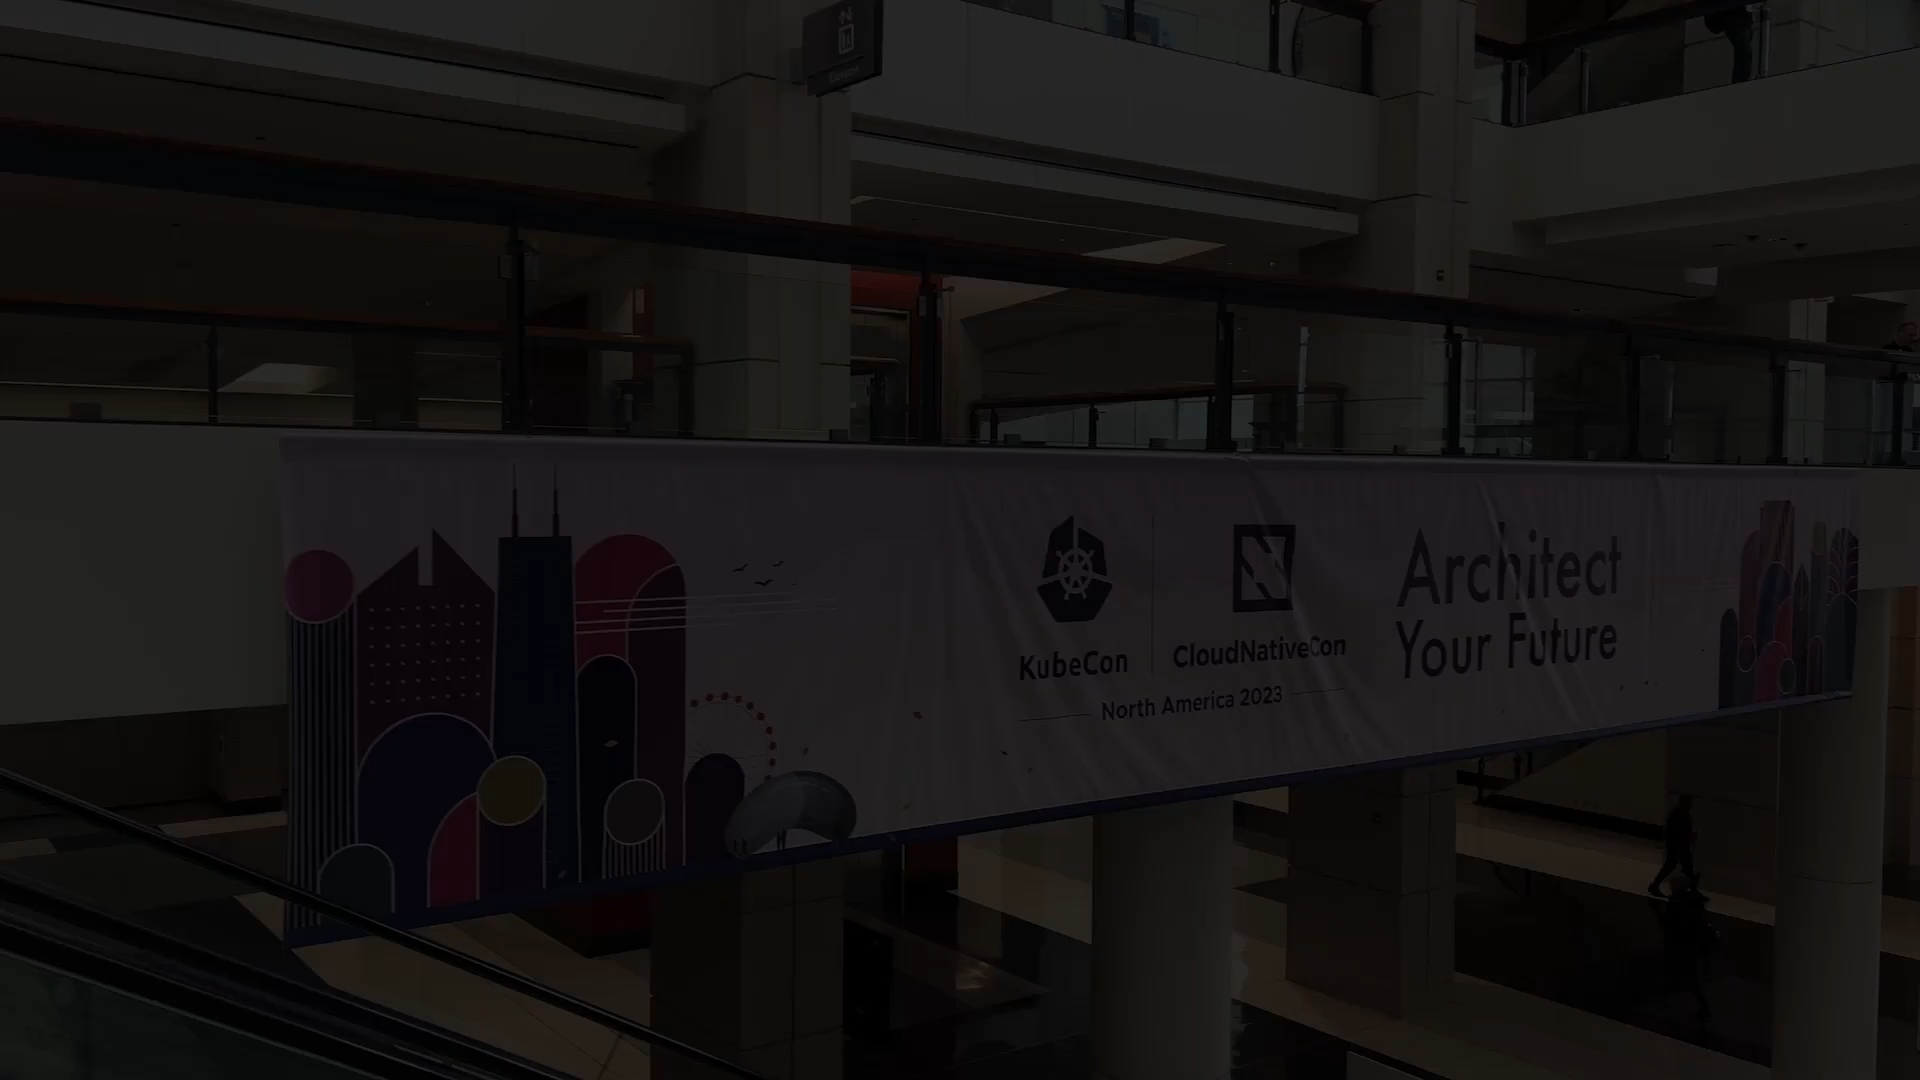 KubeCon
CloudNativeCon
North America 2023
Architect
Your Future